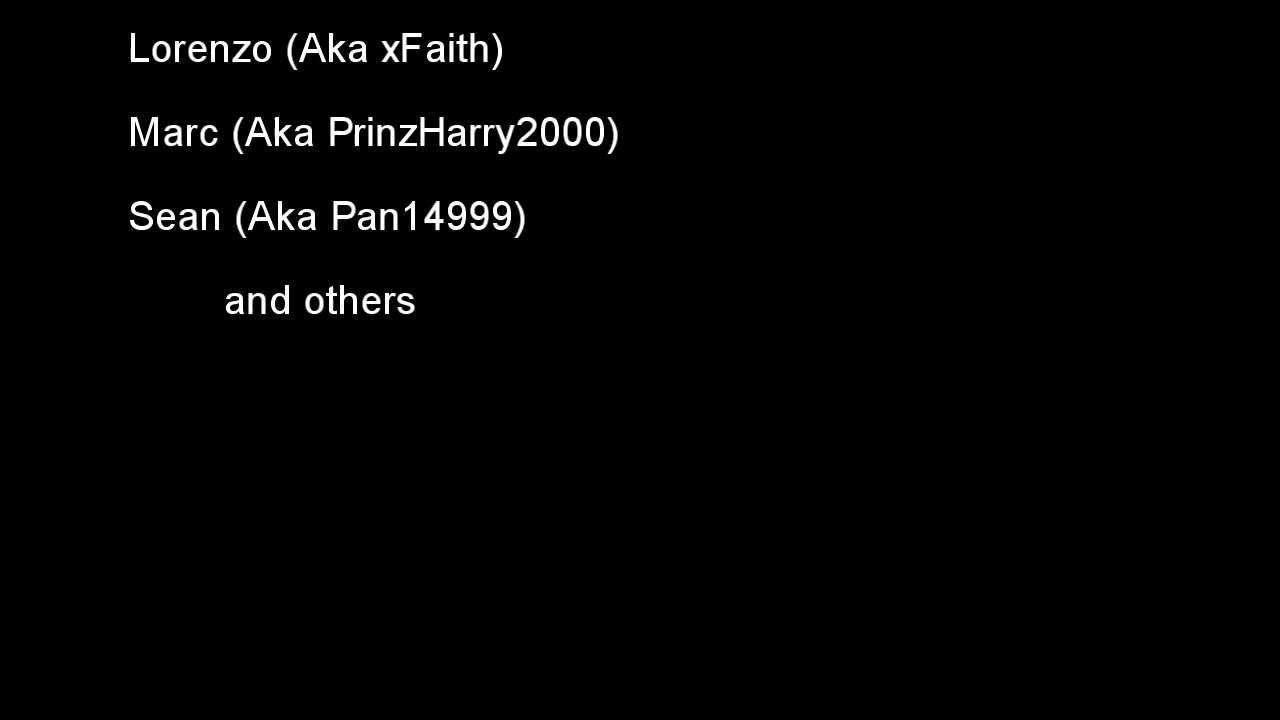 Lorenzo (Aka xFaith)
Marc (Aka PrinzHarry2000)
Sean (Aka Pan14999)
and others